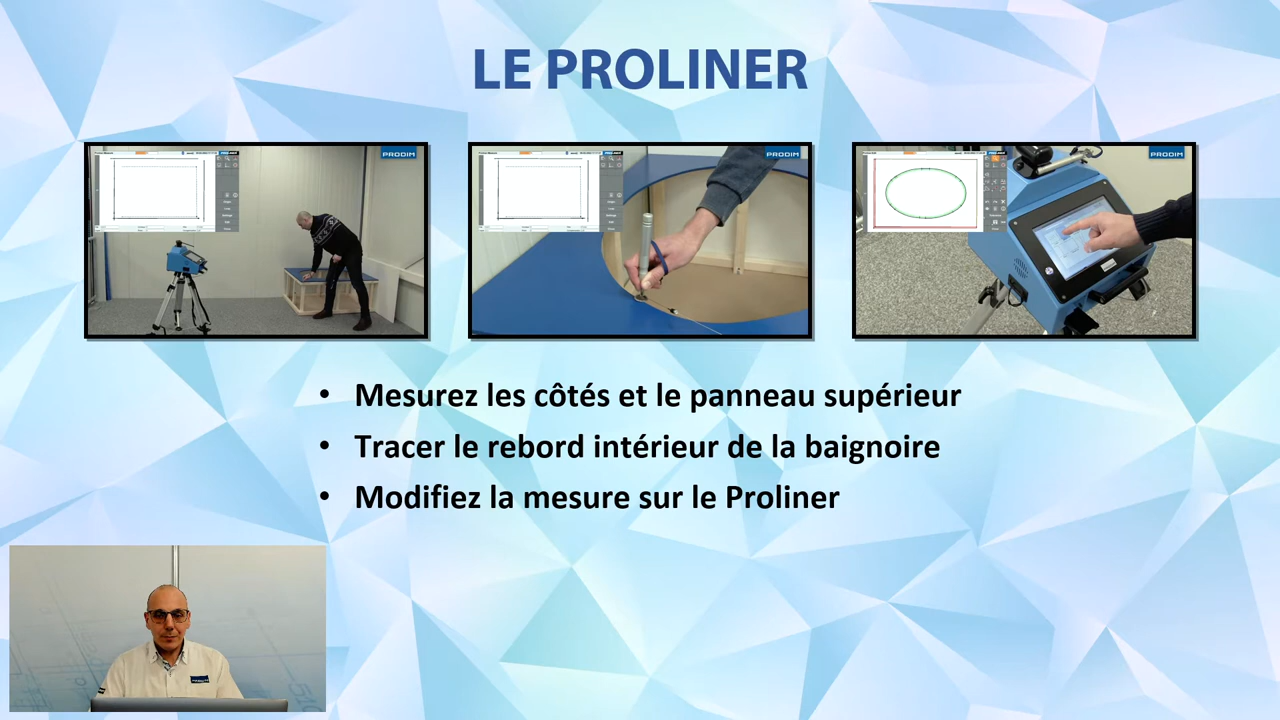 LE PROLINER
PRODIM
PRODIM
PRODIM
• Mesurez les côtés et le panneau supérieur
• Tracer le rebord intérieur de la baignoire
• Modifiez la mesure sur le Proliner